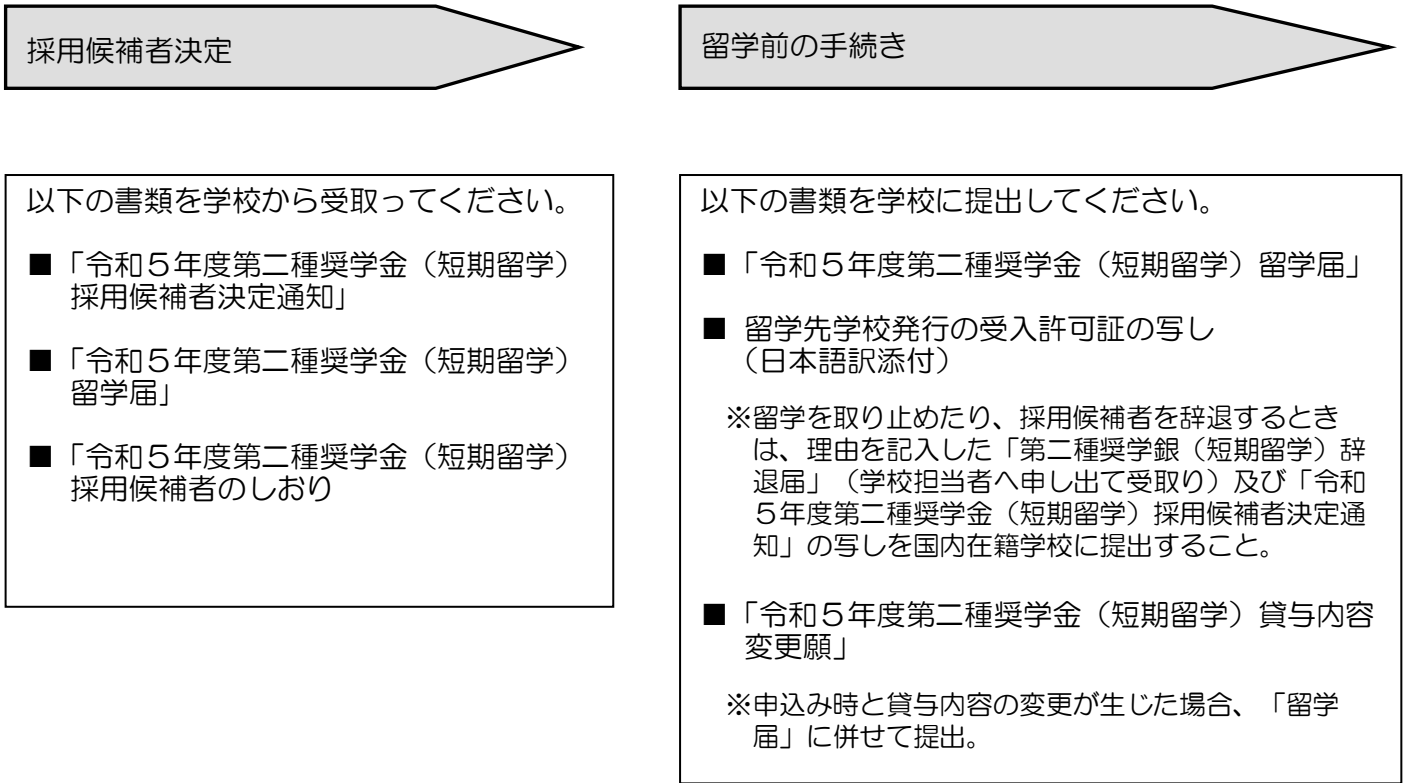 採用候補者決定
以下の書類を学校から受取ってください。
■「令和５年度第二種奨学金（短期留学）
採用候補者決定通知」
■「令和５年度第二種奨学金（短期留学）
留学届」
■「令和５年度第二種奨学金（短期留学）
採用候補者のしおり
留学前の手続き
以下の書類を学校に提出してください。
■「令和５年度第二種奨学金（短期留学）留学届」
■ 留学先学校発行の受入許可証の写し
（日本語訳添付）
※留学を取り止めたり、採用候補者を辞退するとき
は、理由を記入した「第二種奨学銀（短期留学）辞
退届」（学校担当者へ申し出て受取り）及び「令和
５年度第二種奨学金（短期留学）採用候補者決定通
知」の写しを国内在籍学校に提出すること。
■「令和５年度第二種奨学金（短期留学）貸与内容
変更願」
※申込み時と貸与内容の変更が生じた場合、「留学
届」に併せて提出。